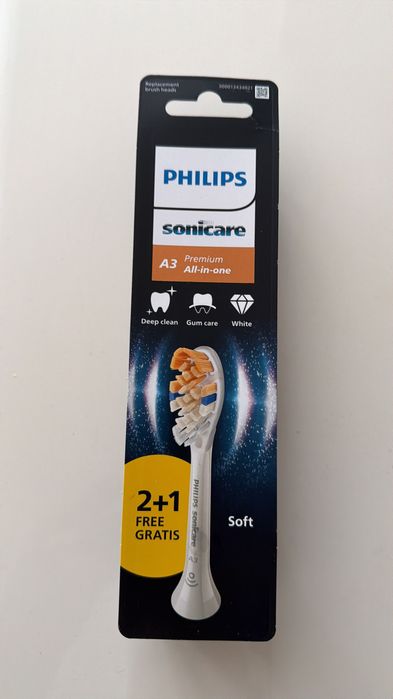 Replacement
brush heads
300013434621
PHILIPS
sonicare
A3 Premium
All-in-one
Deep clean Gum care White
2+1
FREE
GRATIS
Soft
PHILIPS sonicare